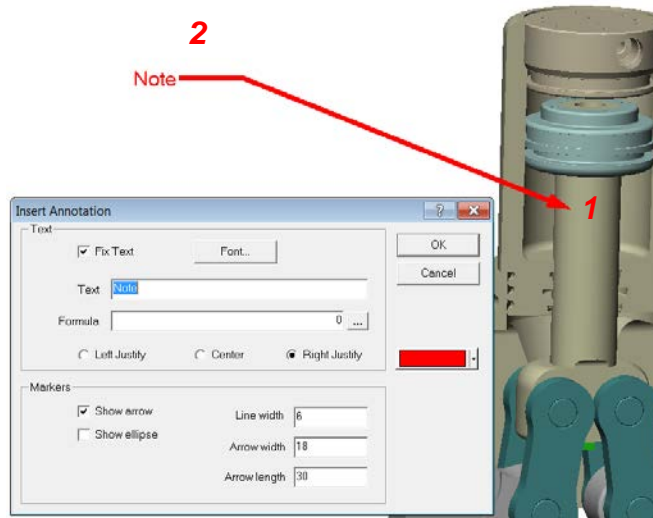 2
Note
1
Insert Annotation
Text
Fix Text
Font...
OK
Text Note
Cancel
Formula 0 ...
Left Justify Center Right Justify
Markers
Show arrow Line width 6
Show ellipse
Arrow width 18
Arrow length 30